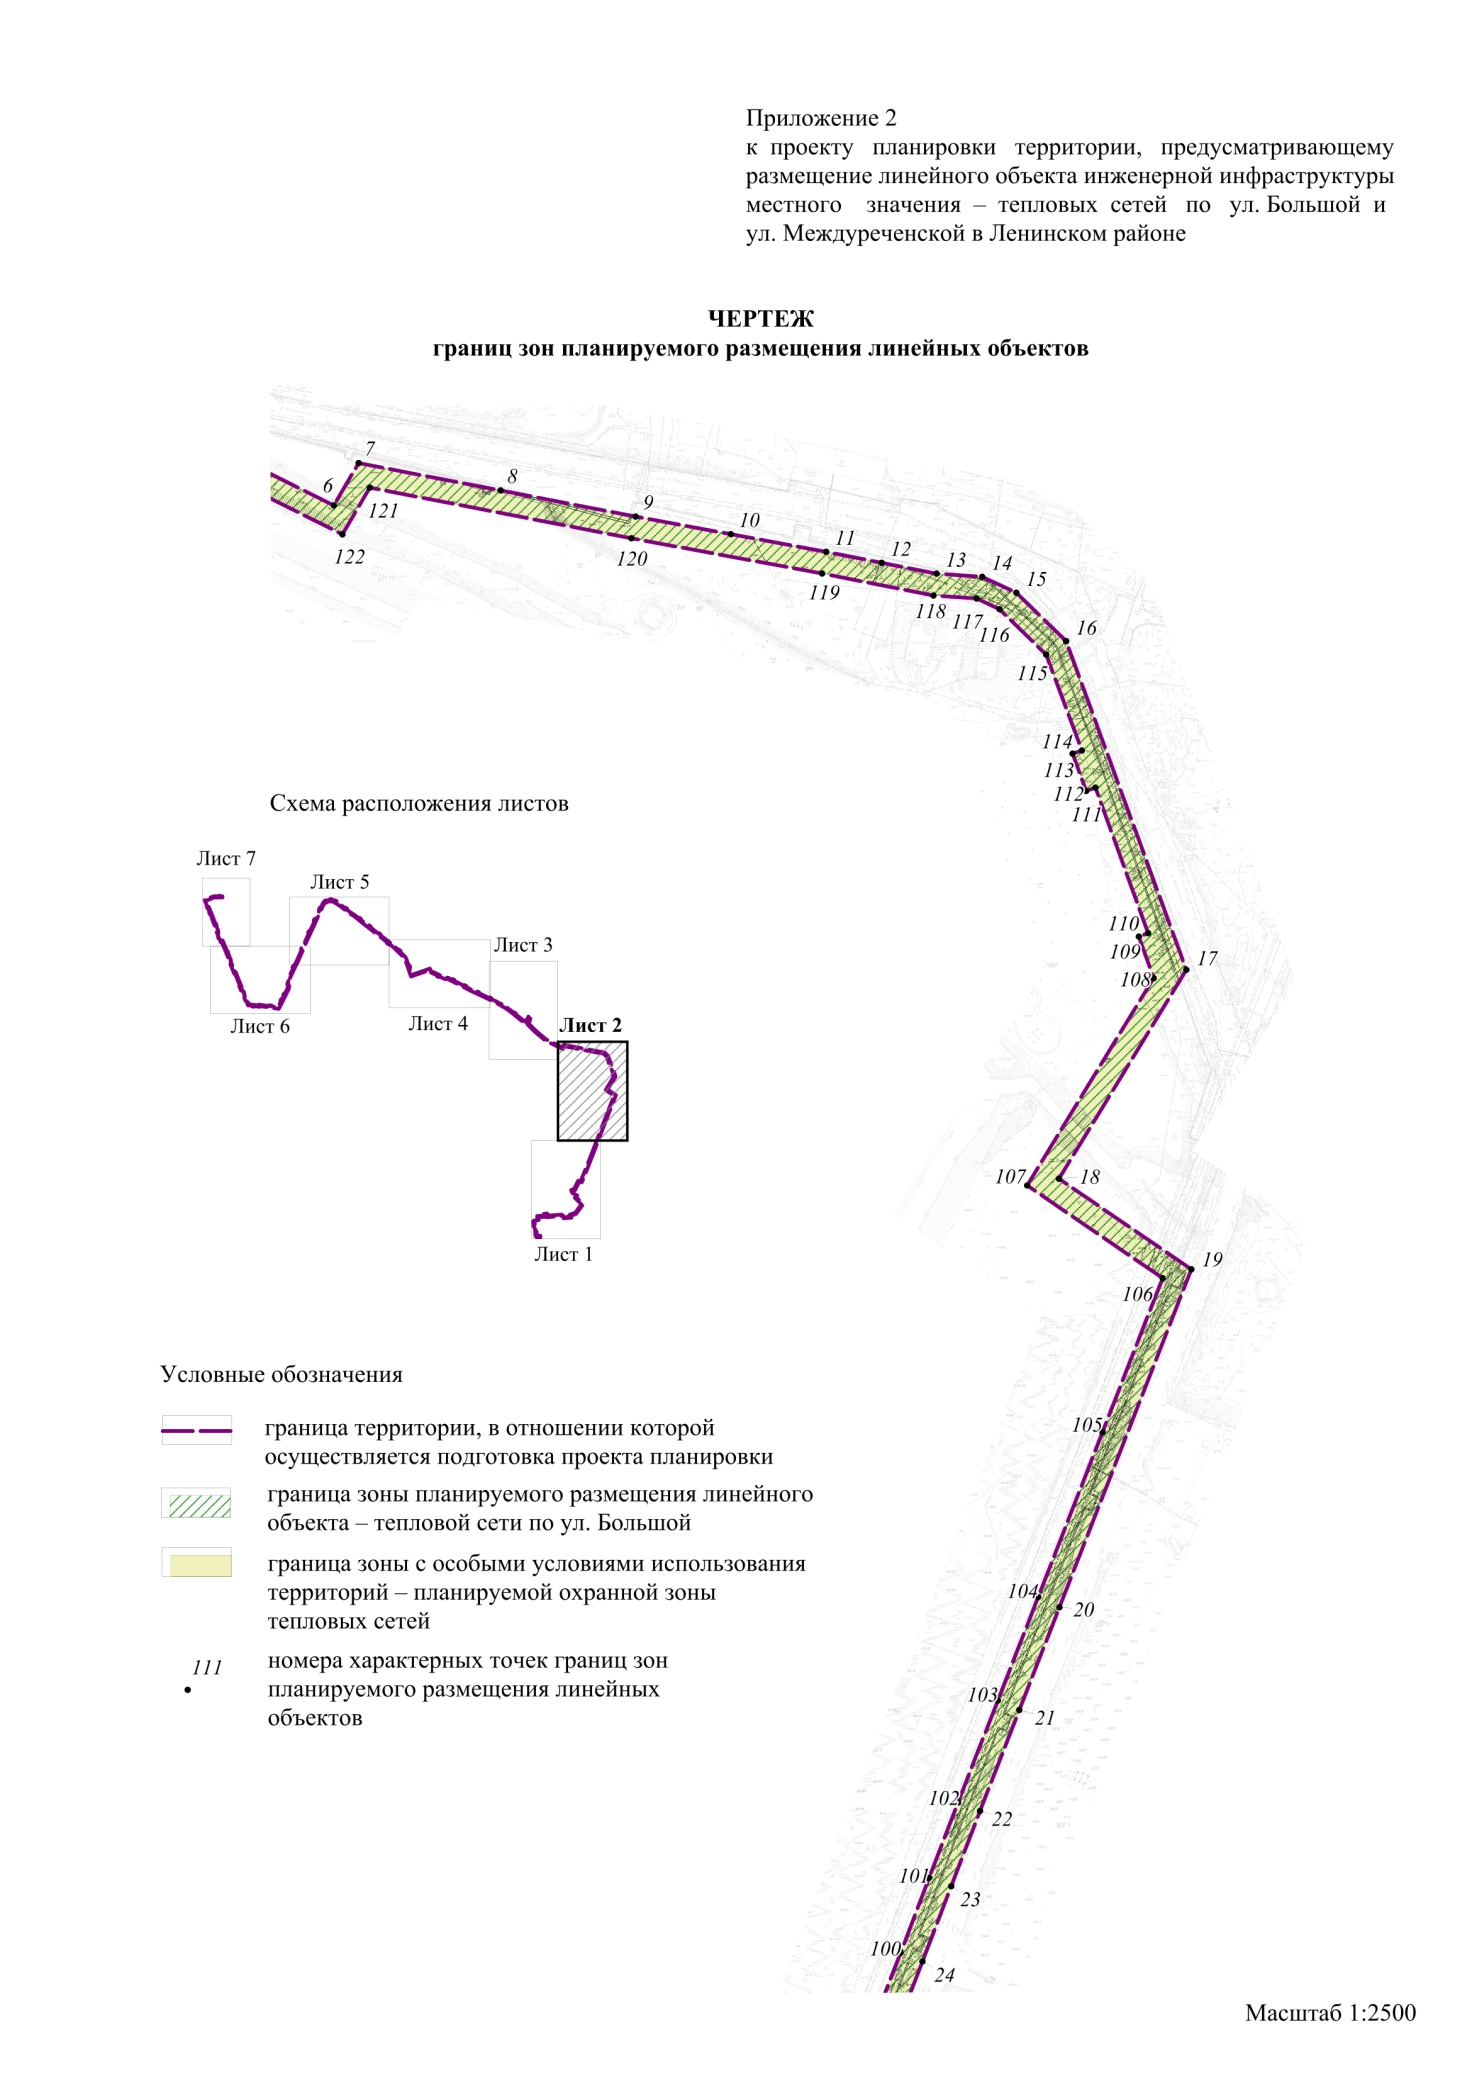 Приложение 2
к проекту планировки территории, предусматривающему
размещение линейного объекта инженерной инфраструктуры
местного значения – тепловых сетей по ул. Большой и
ул. Междуреченской в Ленинском районе
ЧЕРТЕЖ
границ зон планируемого размещения линейных объектов
7
8
6
9
121
10
11
122
120
12
13
14
15
119
118
117
116
16
115
114
113
112
111
110
109
17
108
107
18
19
106
105
104
20
103
21
102
22
101
23
100
24
Схема расположения листов
Лист 7
Лист 5
Лист 3
Лист 4
Лист 6
Лист 2
Лист 1
Условные обозначения
граница территории, в отношении которой
осуществляется подготовка проекта планировки
граница зоны планируемого размещения линейного
объекта – тепловой сети по ул. Большой
граница зоны с особыми условиями использования
территорий – планируемой охранной зоны
тепловых сетей
111
номера характерных точек границ зон
планируемого размещения линейных
объектов
Масштаб 1:2500